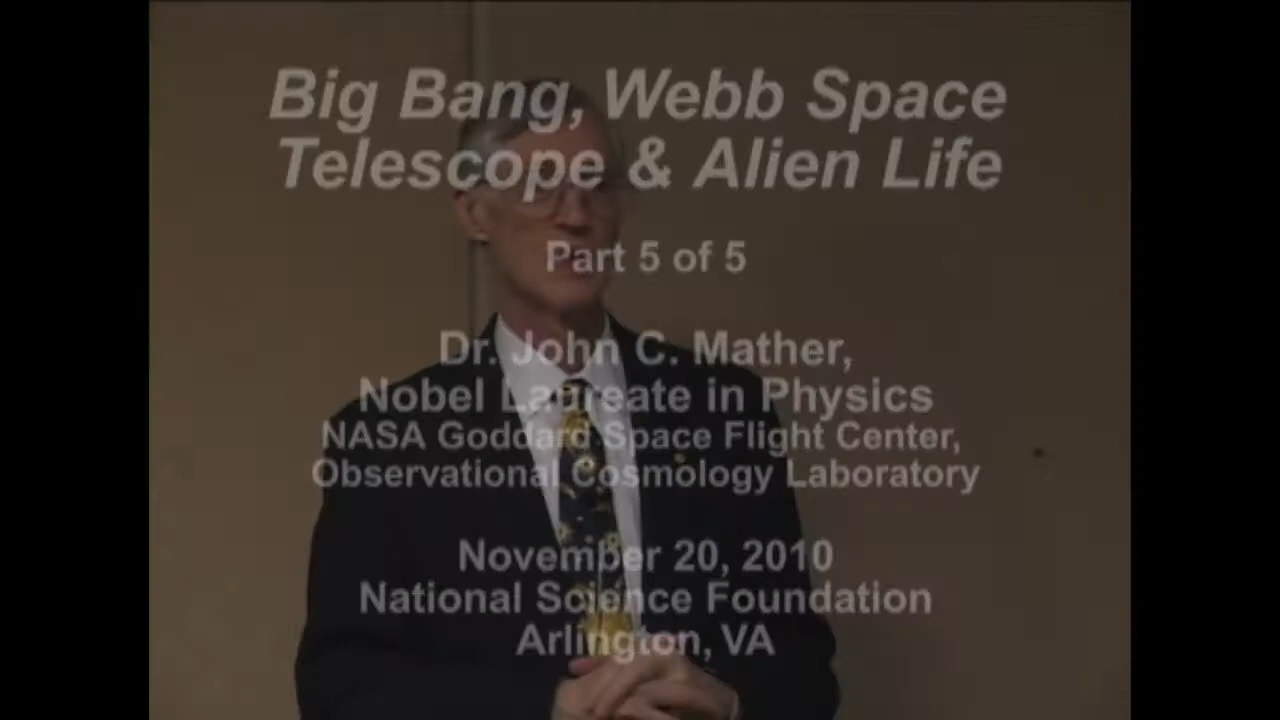 Big Bang, Webb Space
Telescope & Alien Life
Part 5 of 5
Dr. John C. Mather,
Nobel Laureate in Physics
NASA Goddard Space Flight Center,
Observational Cosmology Laboratory
November 20, 2010
National Science Foundation
Arlington, VA